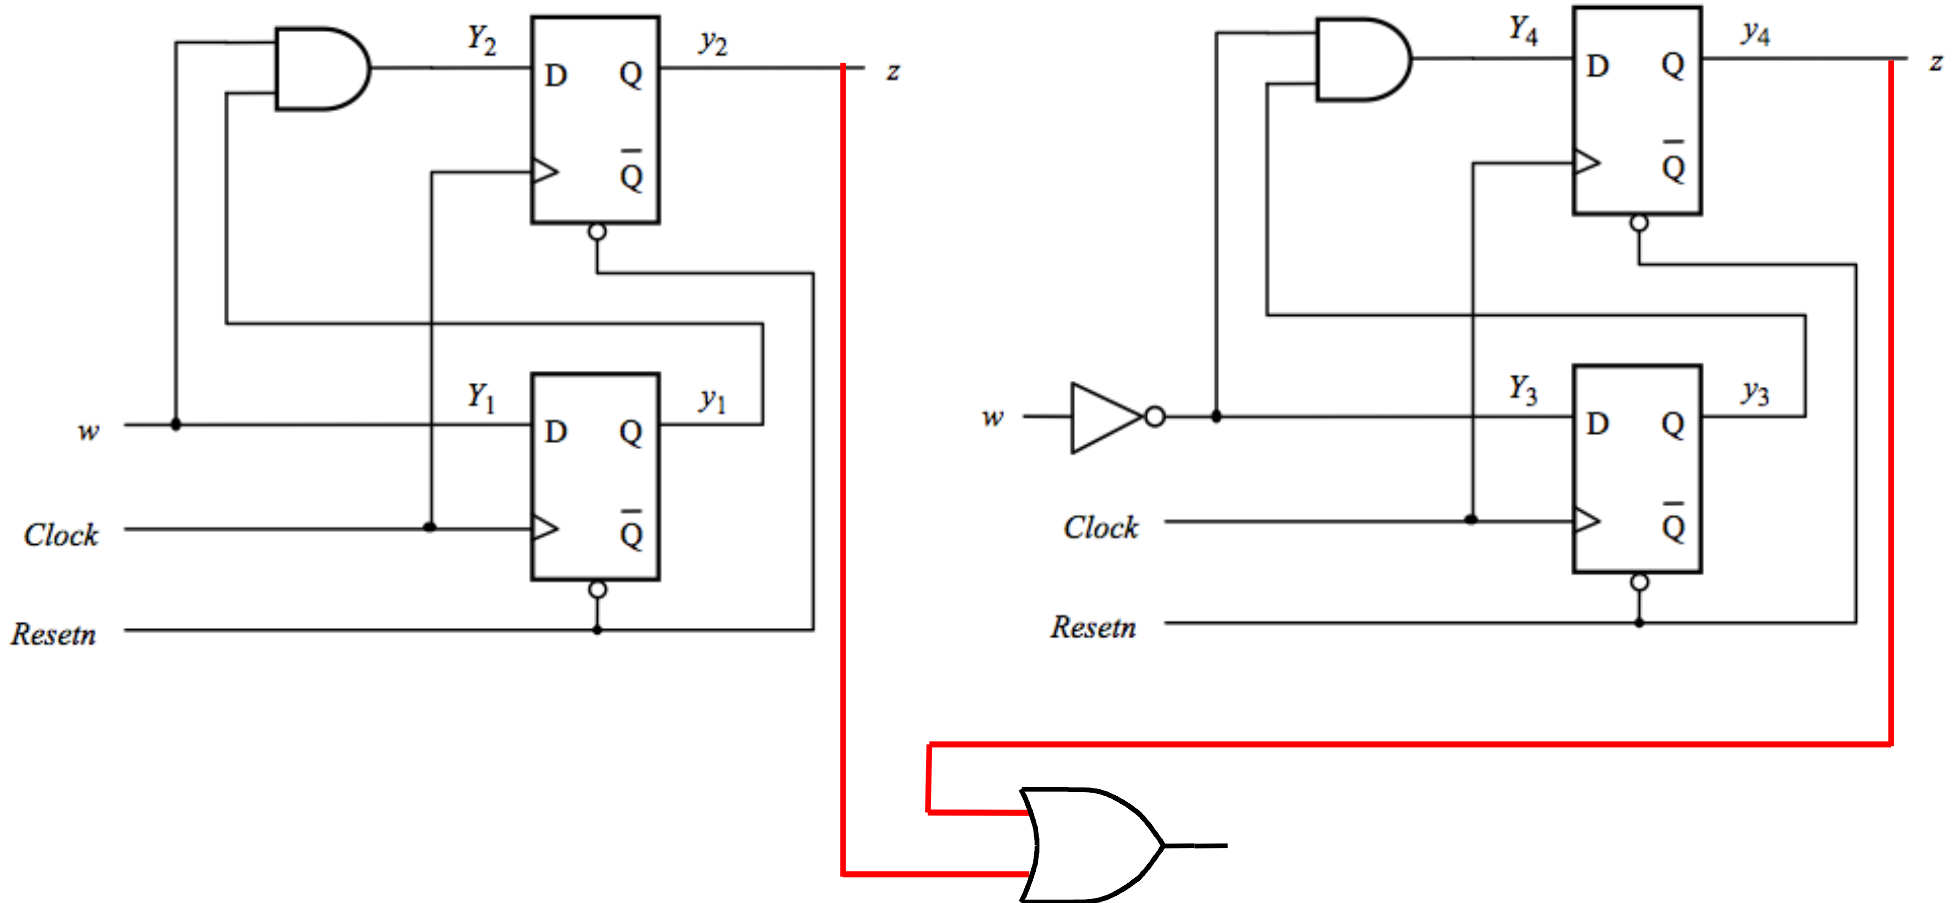 Y2
y2
z
D
Q
Q̅
Y1
y1
w
D
Q
Clock
Q̅
Resetn
Y4
y4
z
D
Q
Q̅
Y3
y3
w
D
Q
Clock
Q̅
Resetn